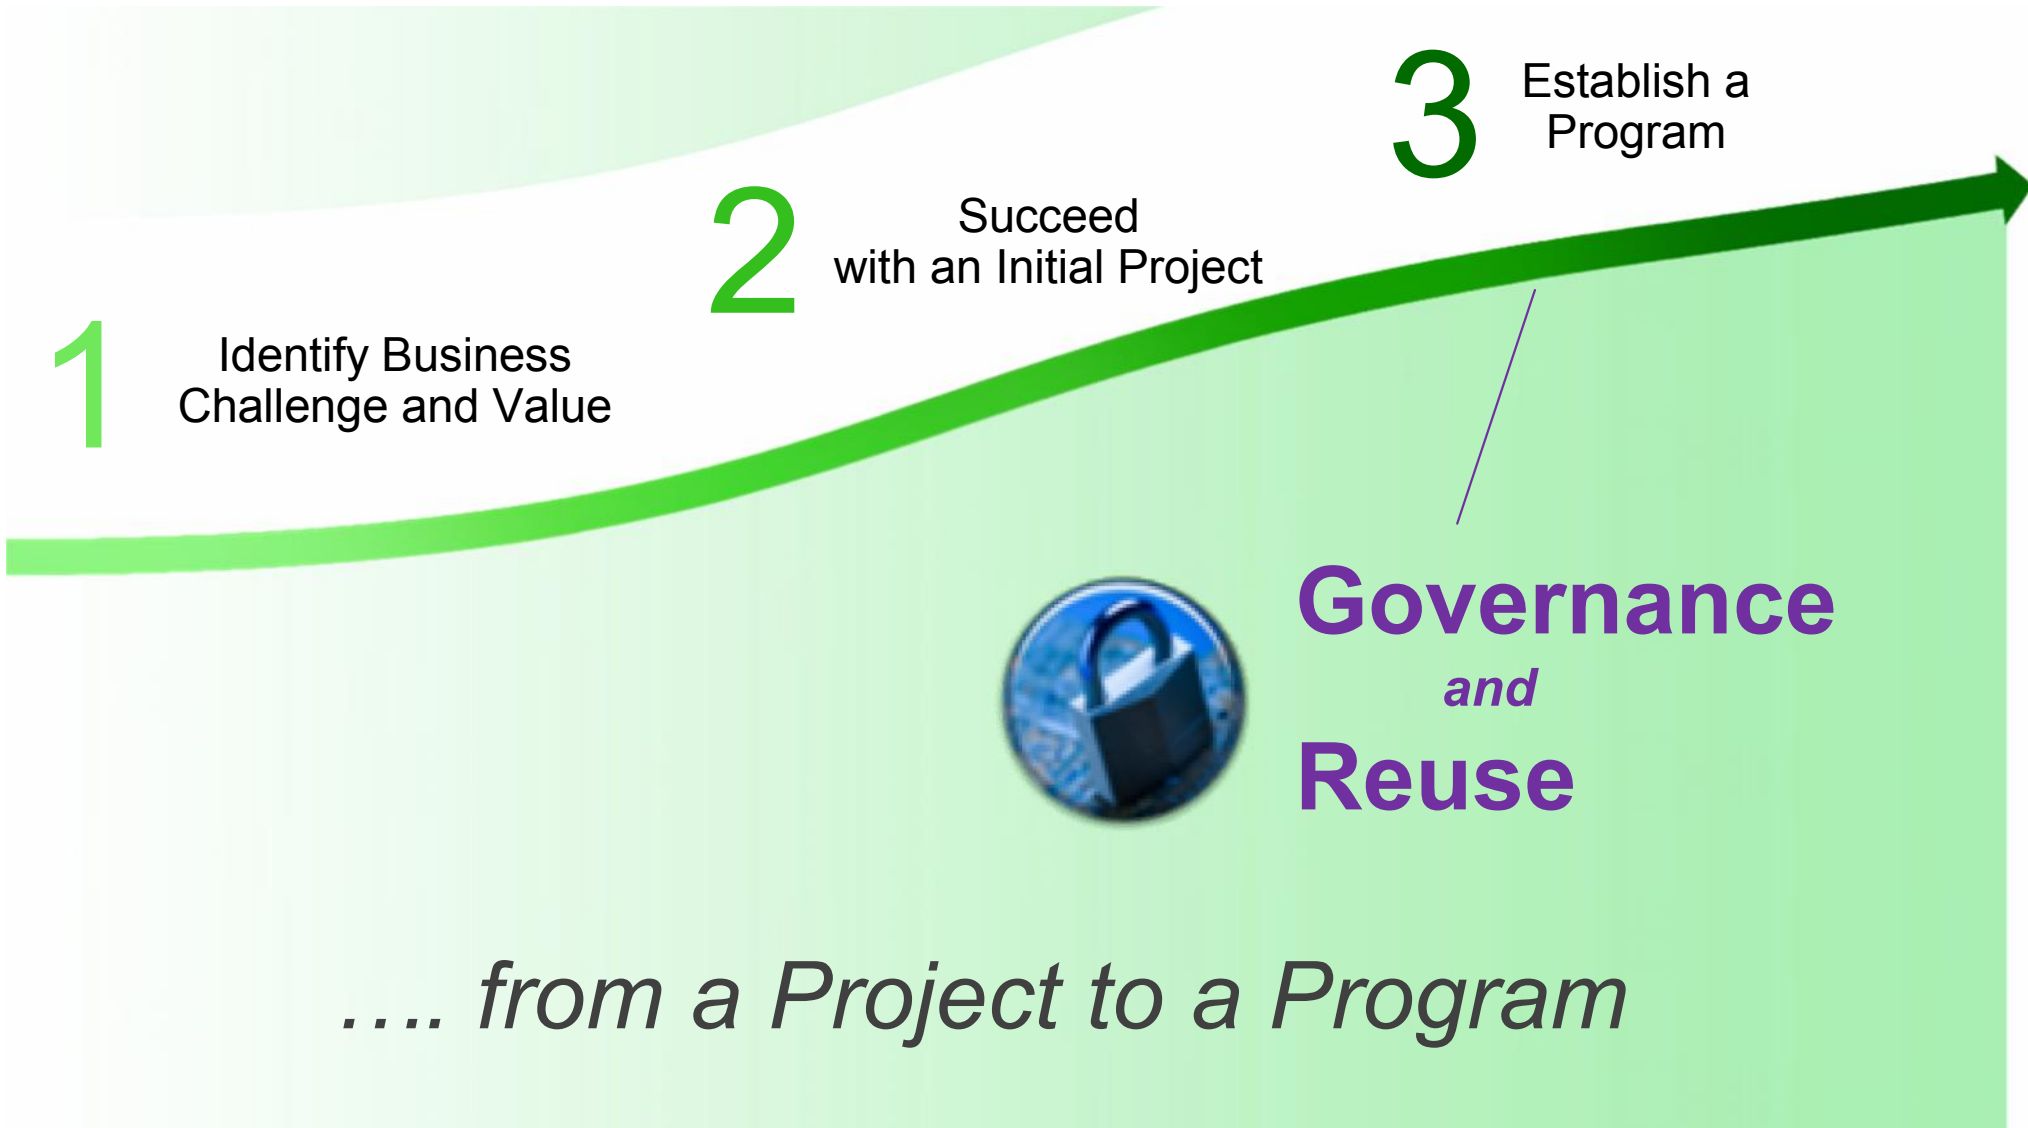 1
Identify Business
Challenge and Value
2
Succeed
with an Initial Project
3
Establish a
Program
Governance
and
Reuse
…. from a Project to a Program